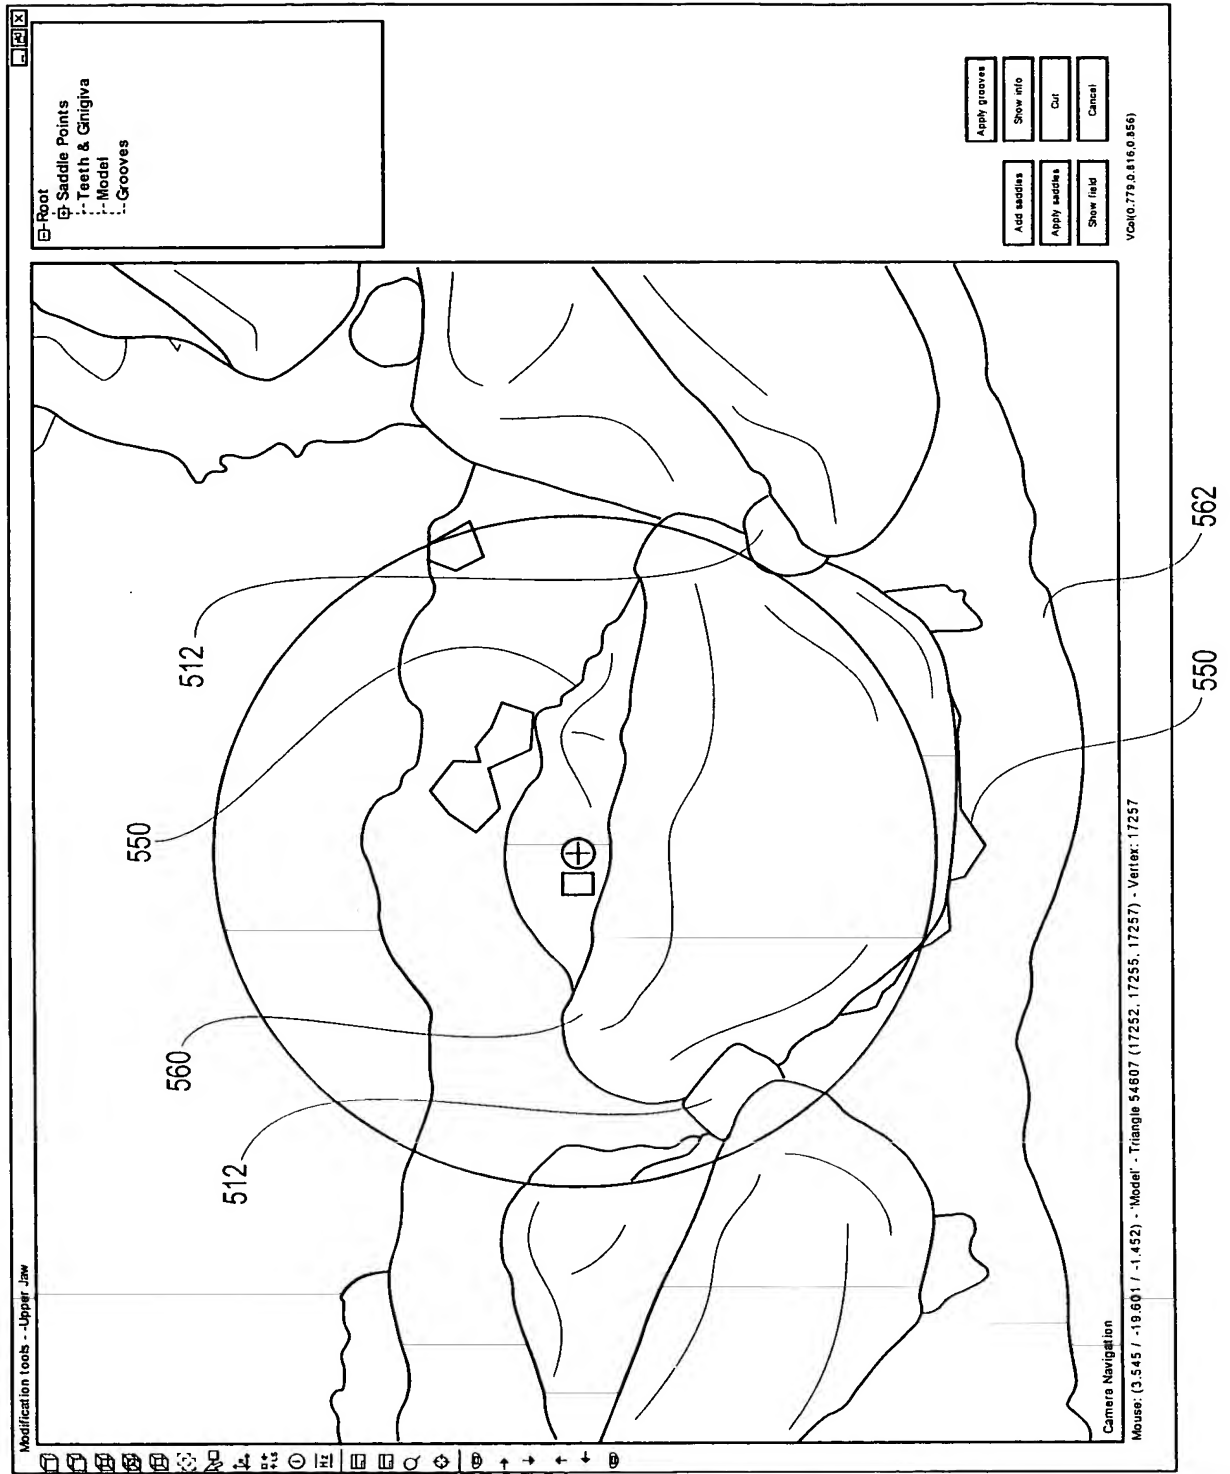 Modification tools - -Upper Jaw
Root
Saddle Points
Teeth & Ginigiva
Model
Grooves
512
550
560
512
562
550
Apply grooves
Add saddles
Show info
Apply saddles
Cut
Show field
Cancel
VCol(0.779,0.816,0.856)
Camera Navigation
Mouse: (3.545 / -19.601 / -1.452) - 'Model' - Triangle 54607 (17252, 17255, 17257) - Vertex: 17257